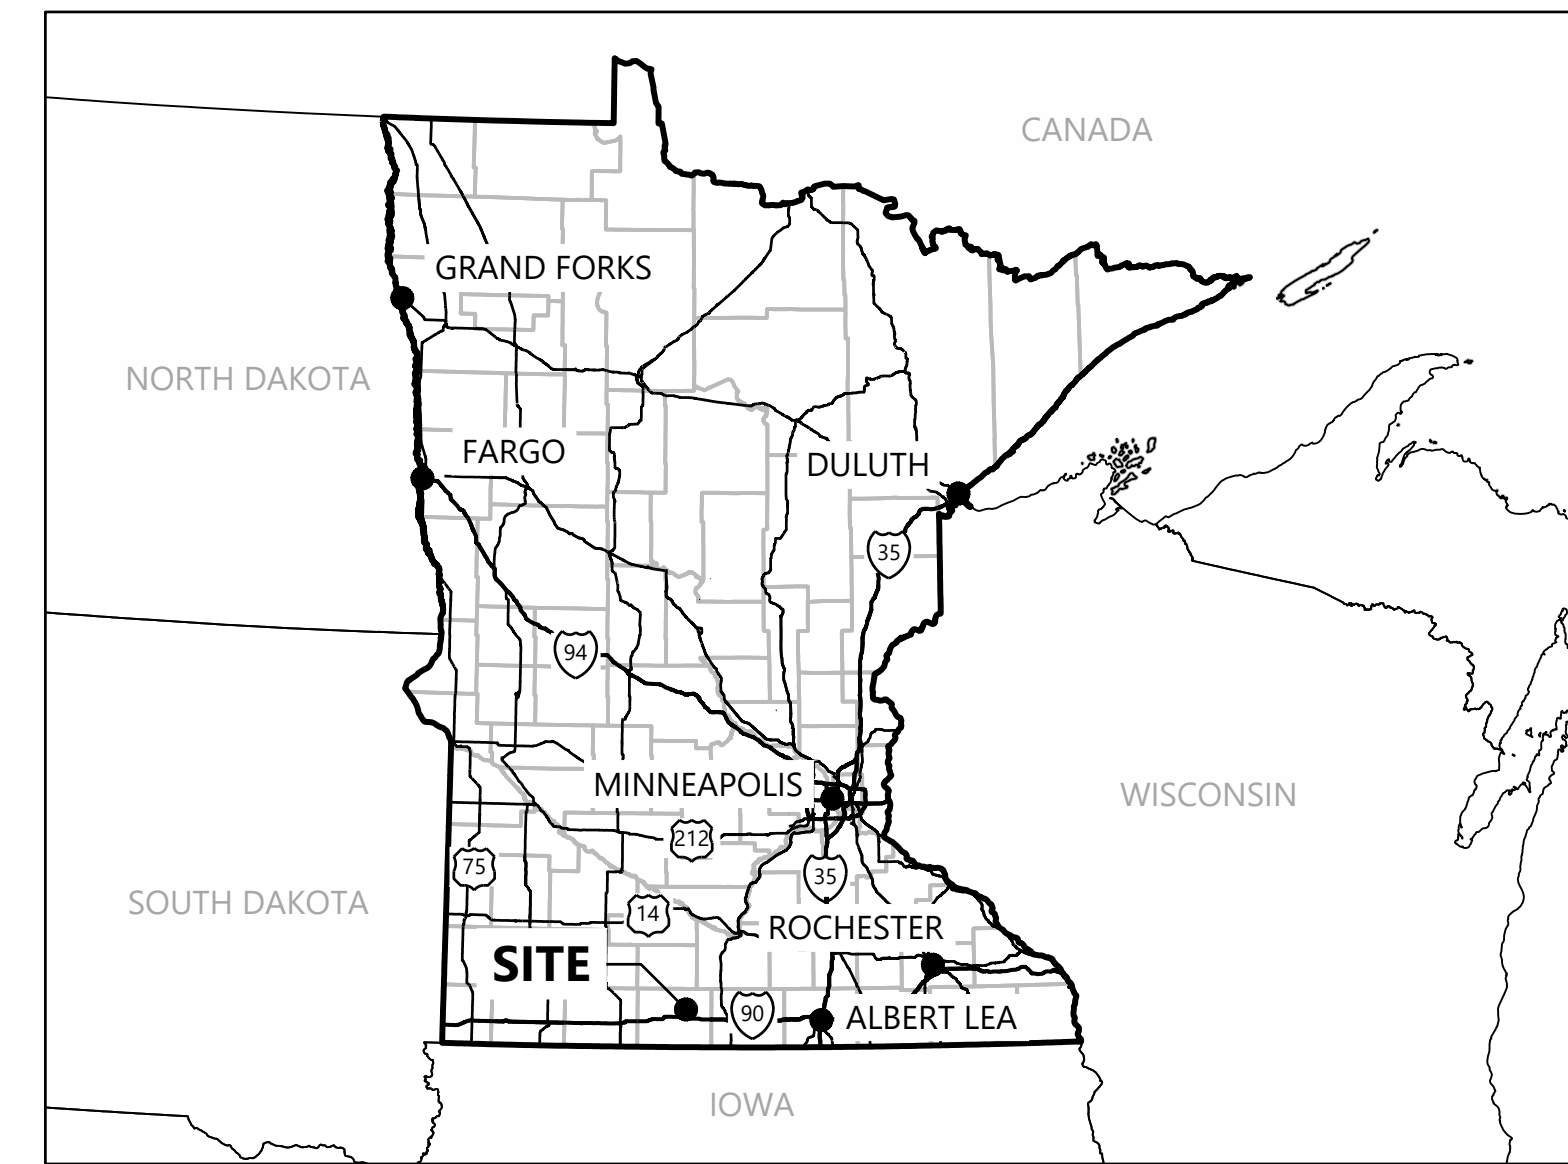 CANADA
GRAND FORKS
NORTH DAKOTA
FARGO
DULUTH
35
94
MINNEAPOLIS
WISCONSIN
212
75
35
SOUTH DAKOTA
14
ROCHESTER
SITE
90
ALBERT LEA
IOWA